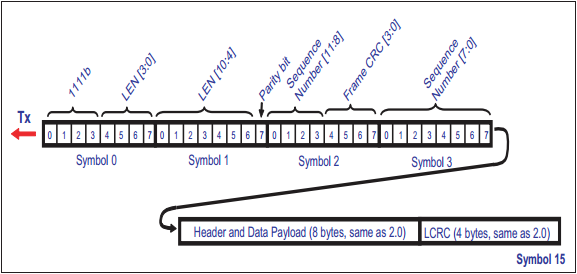 1111b
LEN [3:0]
LEN [10:4]
Parity bit
Sequence
Number [11:8]
Frame CRC [3:0]
Sequence
Number [7:0]
Tx
0 1 2 3 4 5 6 7 0 1 2 3 4 5 6 7 0 1 2 3 4 5 6 7 0 1 2 3 4 5 6 7
Symbol 0 Symbol 1 Symbol 2 Symbol 3
Header and Data Payload (8 bytes, same as 2.0) LCRC (4 bytes, same as 2.0)
Symbol 15